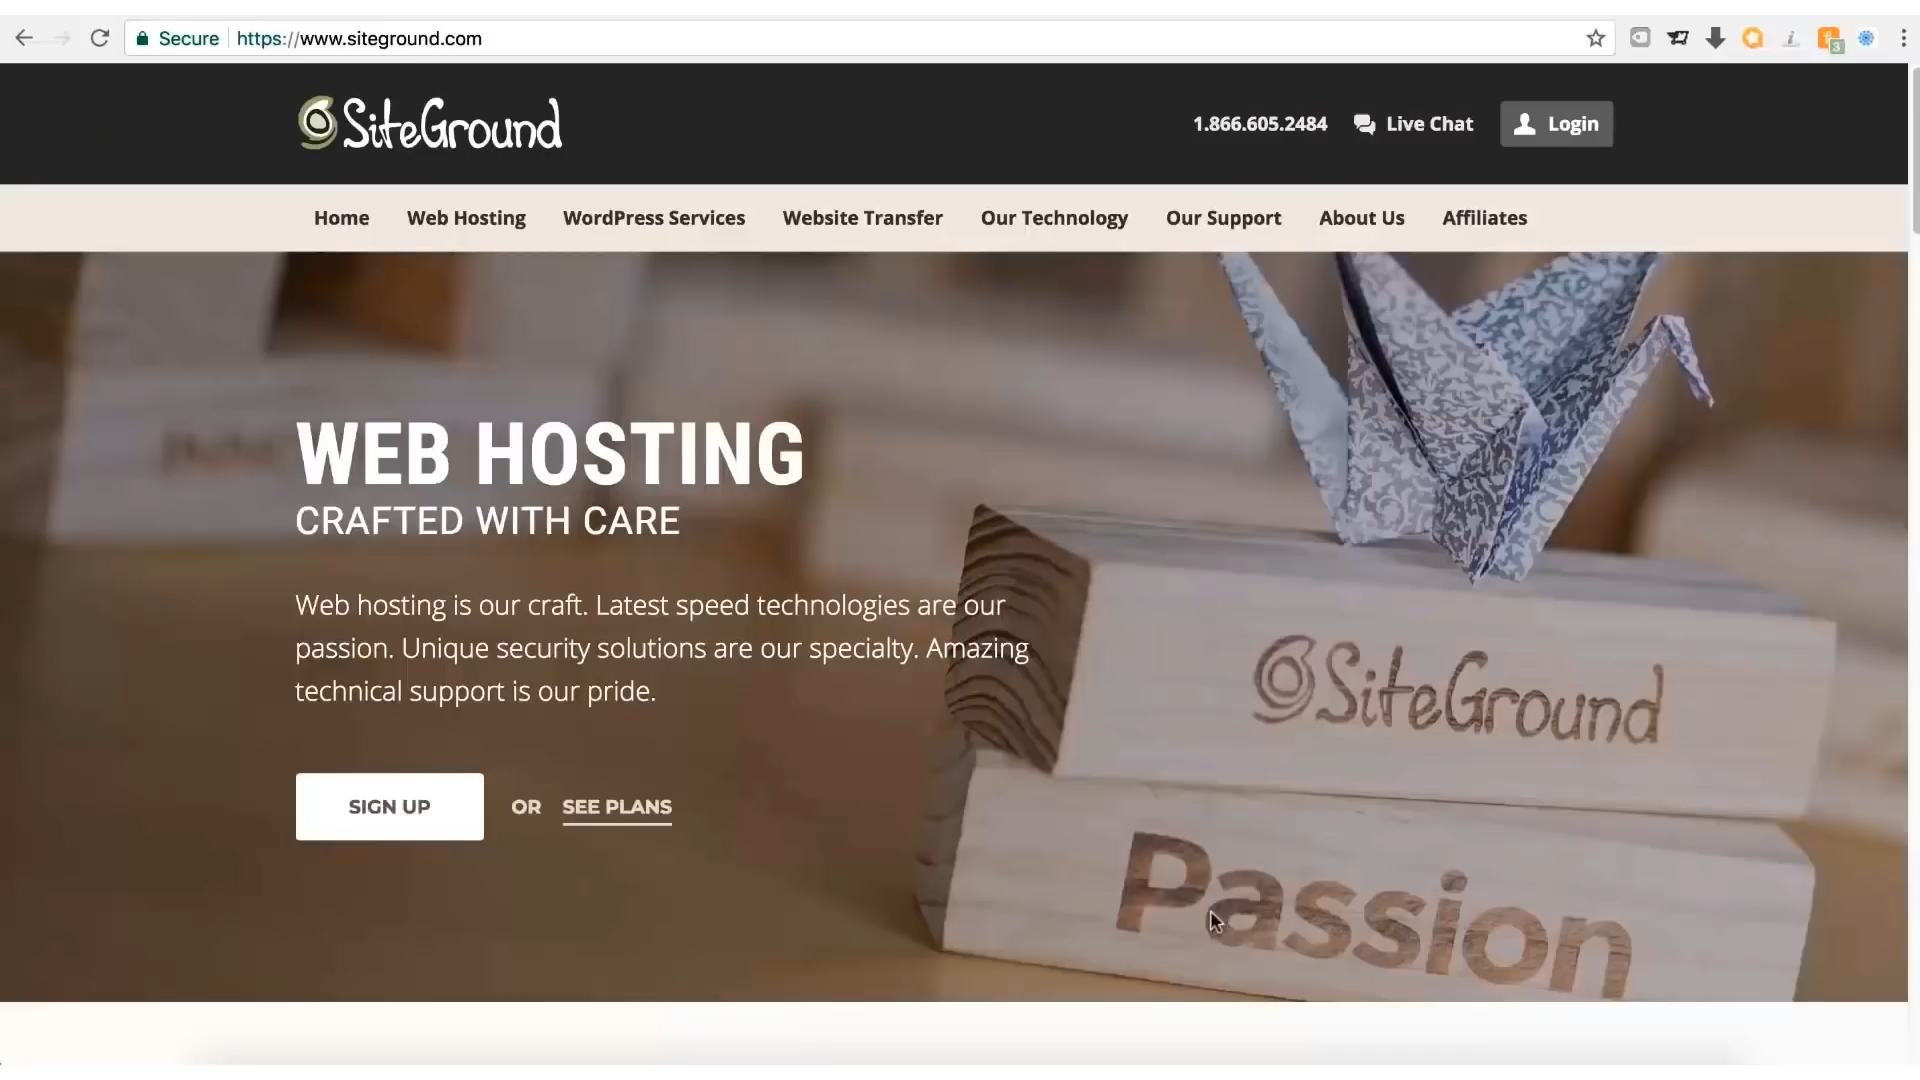 Secure https://www.siteground.com
3
SiteGround
1.866.605.2484 Live Chat Login
Home Web Hosting WordPress Services Website Transfer Our Technology Our Support About Us Affiliates
WEB HOSTING
CRAFTED WITH CARE
Web hosting is our craft. Latest speed technologies are our
passion. Unique security solutions are our specialty. Amazing
technical support is our pride.
SIGN UP OR SEE PLANS
SiteGround
Passion